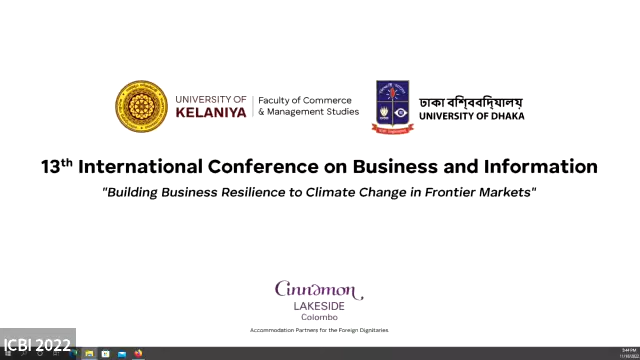 UNIVERSITY OF
KELANIYA
Faculty of Commerce
& Management Studies
ঢাকা বিশ্ববিদ্যালয়
UNIVERSITY OF DHAKA
13th International Conference on Business and Information
"Building Business Resilience to Climate Change in Frontier Markets"
Cinnamon
LAKESIDE
Colombo
Accommodation Partners for the Foreign Dignitaries
ICBI 2022